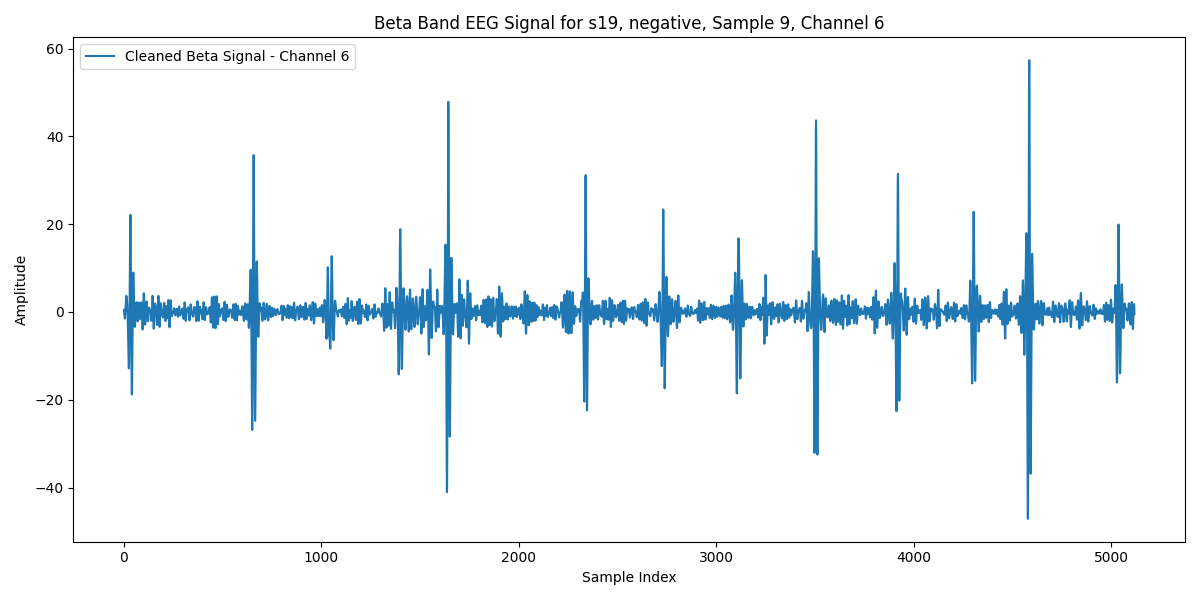 Beta Band EEG Signal for s19, negative, Sample 9, Channel 6
Cleaned Beta Signal - Channel 6
60
40
20
0
−20
−40
Amplitude
0 1000 2000 3000 4000 5000
Sample Index